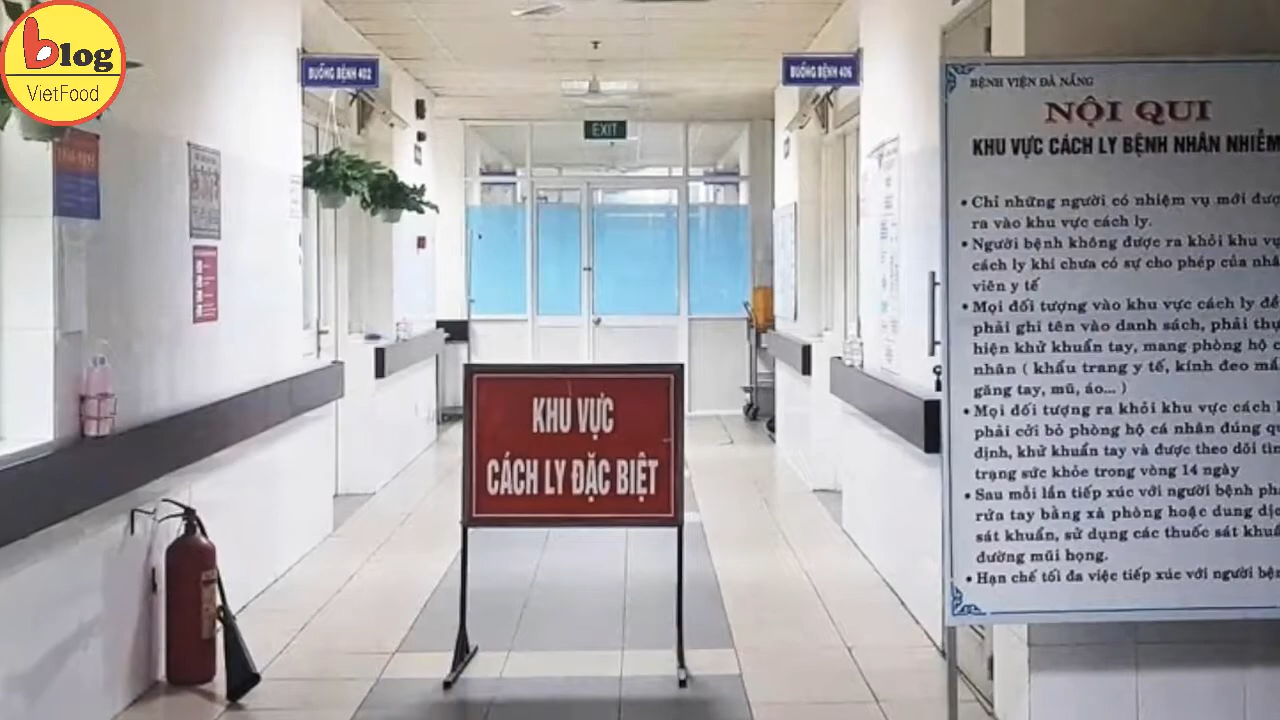 blog
VietFood
BUỒNG BỆNH 402
BUỒNG BỆNH 406
EXIT
KHU VỰC
CÁCH LY ĐẶC BIỆT
BỆNH VIỆN ĐÀ NẴNG
NỘI QUI
KHU VỰC CÁCH LY BỆNH NHÂN NHIỄM
• Chỉ những người có nhiệm vụ mới đượ
ra vào khu vực cách ly.
• Người bệnh không được ra khỏi khu vự
cách ly khi chưa có sự cho phép của nhâ
viên y tế
• Mọi đối tượng vào khu vực cách ly đề
phải ghi tên vào danh sách, phải thự
hiện khử khuẩn tay, mang phòng hộ c
nhân ( khẩu trang y tế, kính đeo mắ
găng tay, mũ, áo... )
• Mọi đối tượng ra khỏi khu vực cách l
phải cởi bỏ phòng hộ cá nhân đúng qu
định, khử khuẩn tay và được theo dõi tìn
trạng sức khỏe trong vòng 14 ngày
• Sau mỗi lần tiếp xúc với người bệnh phả
rửa tay bằng xà phòng hoặc dung dịc
sát khuẩn, sử dụng các thuốc sát khuẩ
đường mũi họng.
• Hạn chế tối đa việc tiếp xúc với người bện